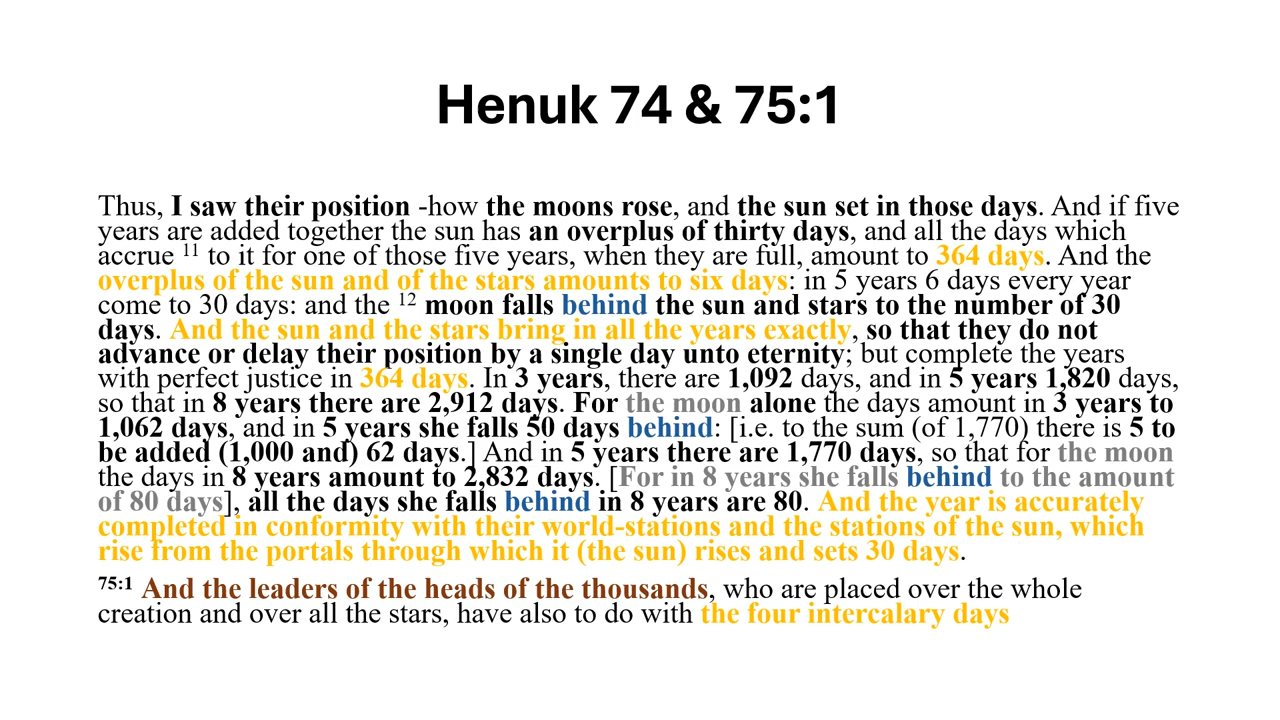 Henuk 74 & 75:1
Thus, I saw their position -how the moons rose, and the sun set in those days. And if five
years are added together the sun has an overplus of thirty days, and all the days which
accrue 11 to it for one of those five years, when they are full, amount to 364 days. And the
overplus of the sun and of the stars amounts to six days: in 5 years 6 days every year
come to 30 days: and the 12 moon falls behind the sun and stars to the number of 30
days. And the sun and the stars bring in all the years exactly, so that they do not
advance or delay their position by a single day unto eternity; but complete the years
with perfect justice in 364 days. In 3 years, there are 1,092 days, and in 5 years 1,820 days,
so that in 8 years there are 2,912 days. For the moon alone the days amount in 3 years to
1,062 days, and in 5 years she falls 50 days behind: [i.e. to the sum (of 1,770) there is 5 to
be added (1,000 and) 62 days.] And in 5 years there are 1,770 days, so that for the moon
the days in 8 years amount to 2,832 days. [For in 8 years she falls behind to the amount
of 80 days], all the days she falls behind in 8 years are 80. And the year is accurately
completed in conformity with their world-stations and the stations of the sun, which
rise from the portals through which it (the sun) rises and sets 30 days.
75:1 And the leaders of the heads of the thousands, who are placed over the whole
creation and over all the stars, have also to do with the four intercalary days